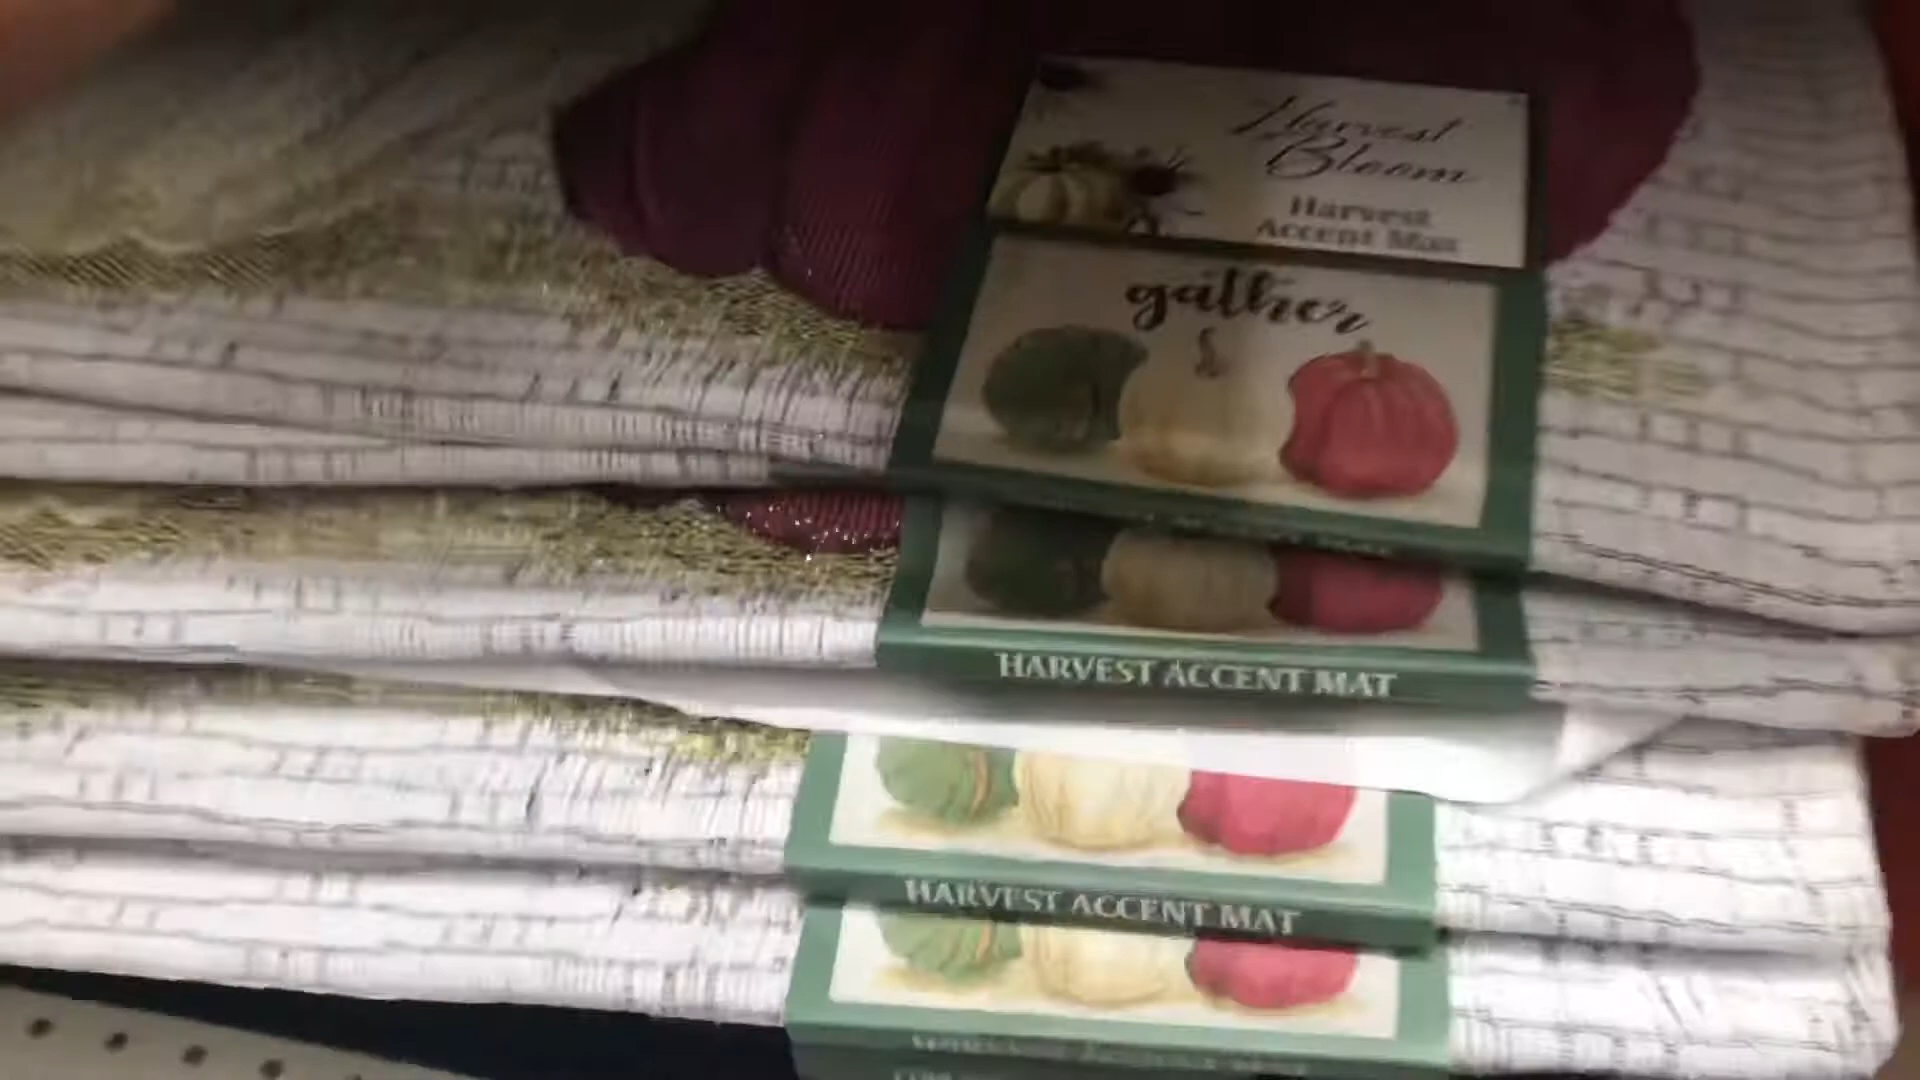 Harvest
Bloom
Harvest
Accent Mat
gather
HARVEST ACCENT MAT
HARVEST ACCENT MAT